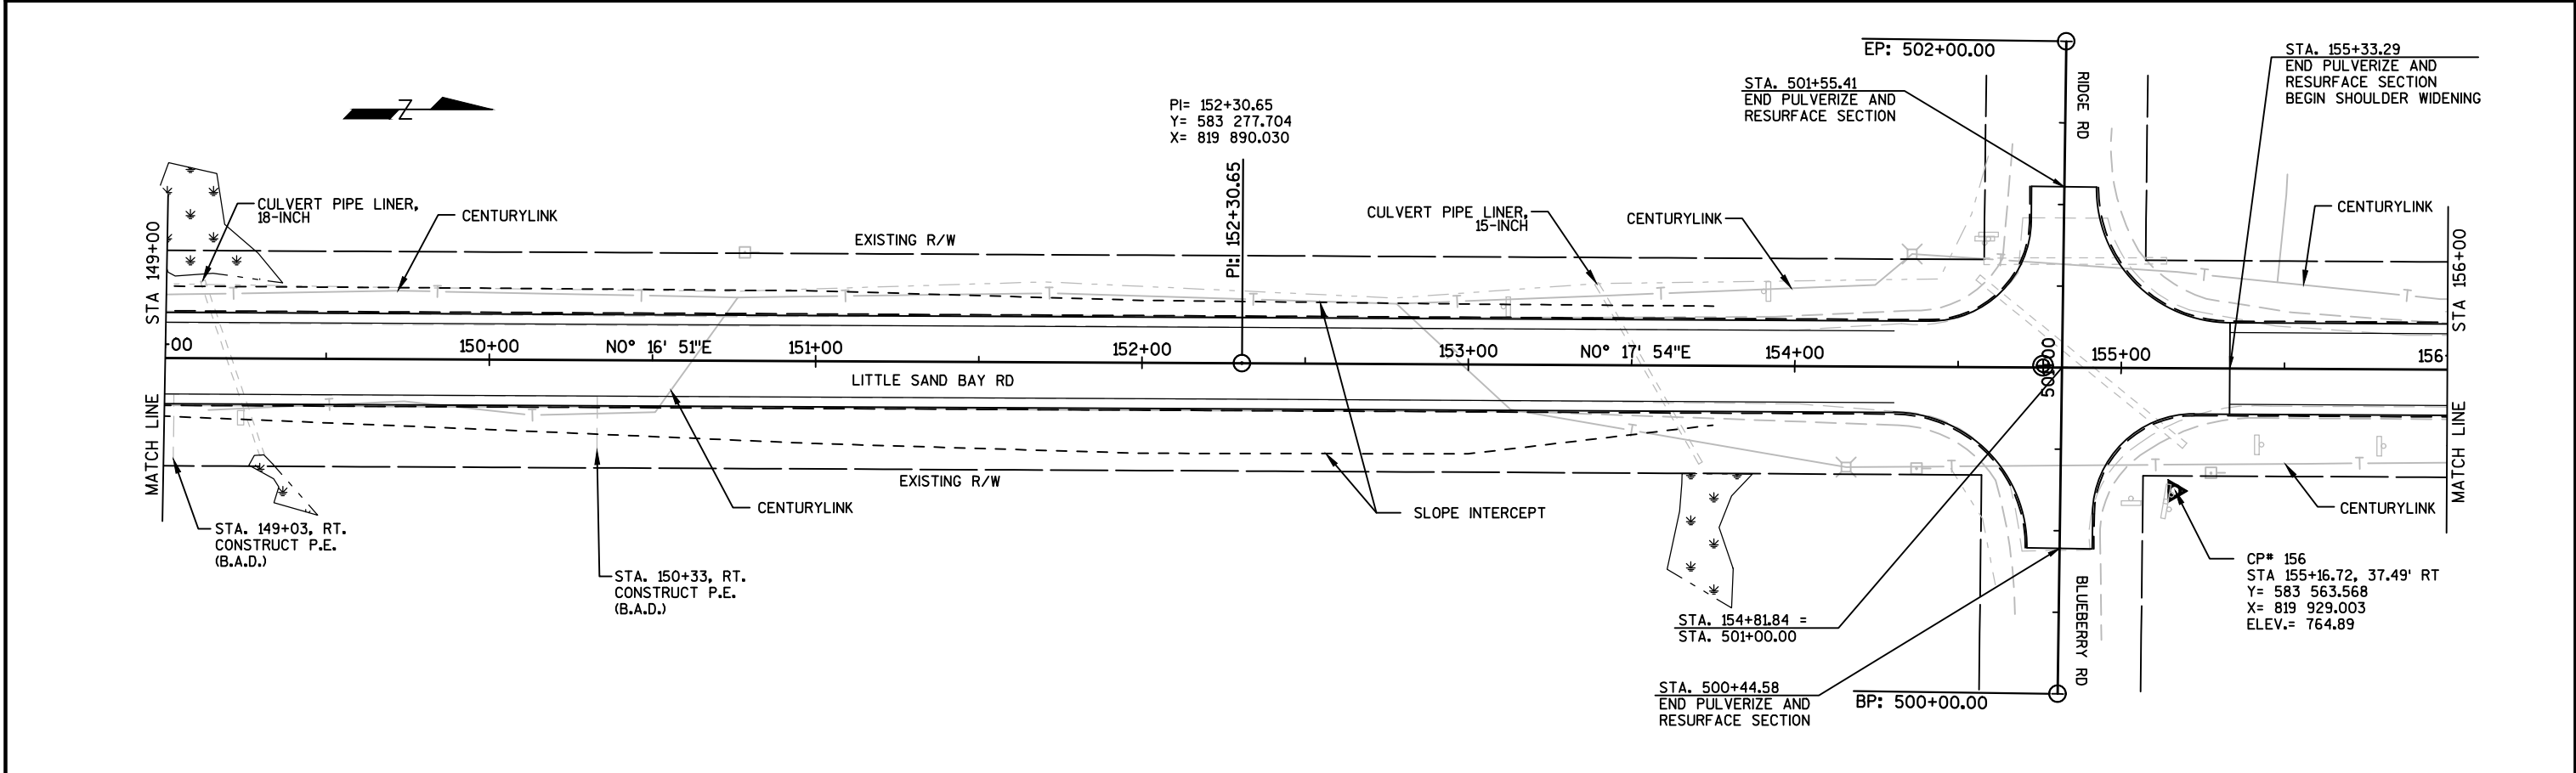 EP: 502+00.00
STA. 155+33.29
END PULVERIZE AND
RESURFACE SECTION
BEGIN SHOULDER WIDENING
STA. 501+55.41
END PULVERIZE AND
RESURFACE SECTION
RIDGE RD
Z
PI= 152+30.65
Y= 583 277.704
X= 819 890.030
PI: 152+30.65
CULVERT PIPE LINER,
18-INCH
CENTURYLINK
EXISTING R/W
CULVERT PIPE LINER,
15-INCH
CENTURYLINK
CENTURYLINK
STA 149+00
STA 156+00
-00
150+00
N0° 16' 51"E
151+00
152+00
153+00
N0° 17' 54"E
154+00
155+00
156
LITTLE SAND BAY RD
MATCH LINE
MATCH LINE
EXISTING R/W
CENTURYLINK
SLOPE INTERCEPT
CENTURYLINK
STA. 149+03, RT.
CONSTRUCT P.E.
(B.A.D.)
STA. 150+33, RT.
CONSTRUCT P.E.
(B.A.D.)
CP# 156
STA 155+16.72, 37.49' RT
Y= 583 563.568
X= 819 929.003
ELEV.= 764.89
BLUEBERRY RD
STA. 154+81.84 =
STA. 501+00.00
STA. 500+44.58
END PULVERIZE AND
RESURFACE SECTION
BP: 500+00.00